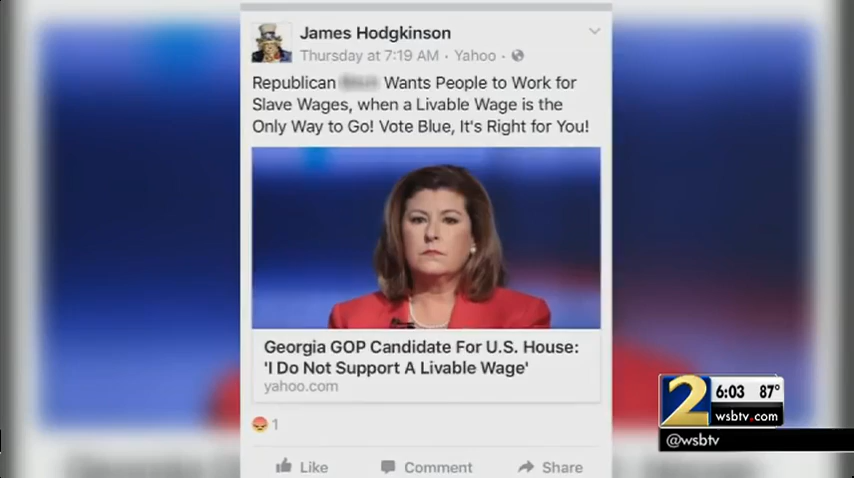 James Hodgkinson
Thursday at 7:19 AM · Yahoo ·
Republican Wants People to Work for
Slave Wages, when a Livable Wage is the
Only Way to Go! Vote Blue, It's Right for You!
Georgia GOP Candidate For U.S. House:
'I Do Not Support A Livable Wage'
yahoo.com
1
Like Comment Share
2 6:03 87°
wsbtv.com
@wsbtv